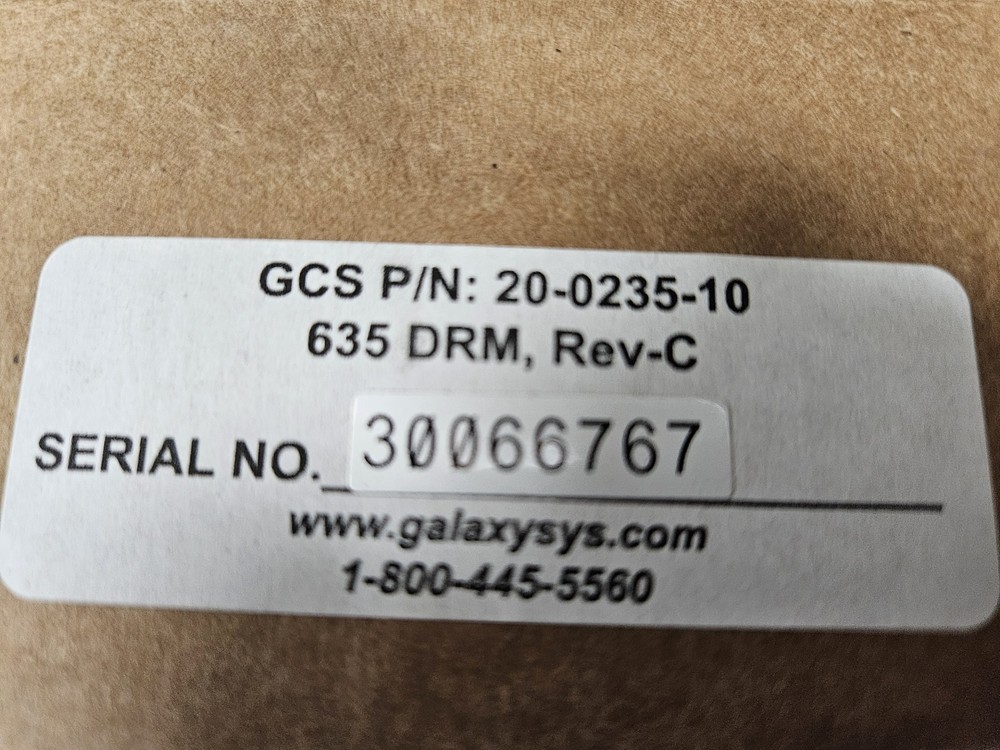 GCS P/N: 20-0235-10
635 DRM, Rev-C
SERIAL NO. 30066767
www.galaxysys.com
1-800-445-5560